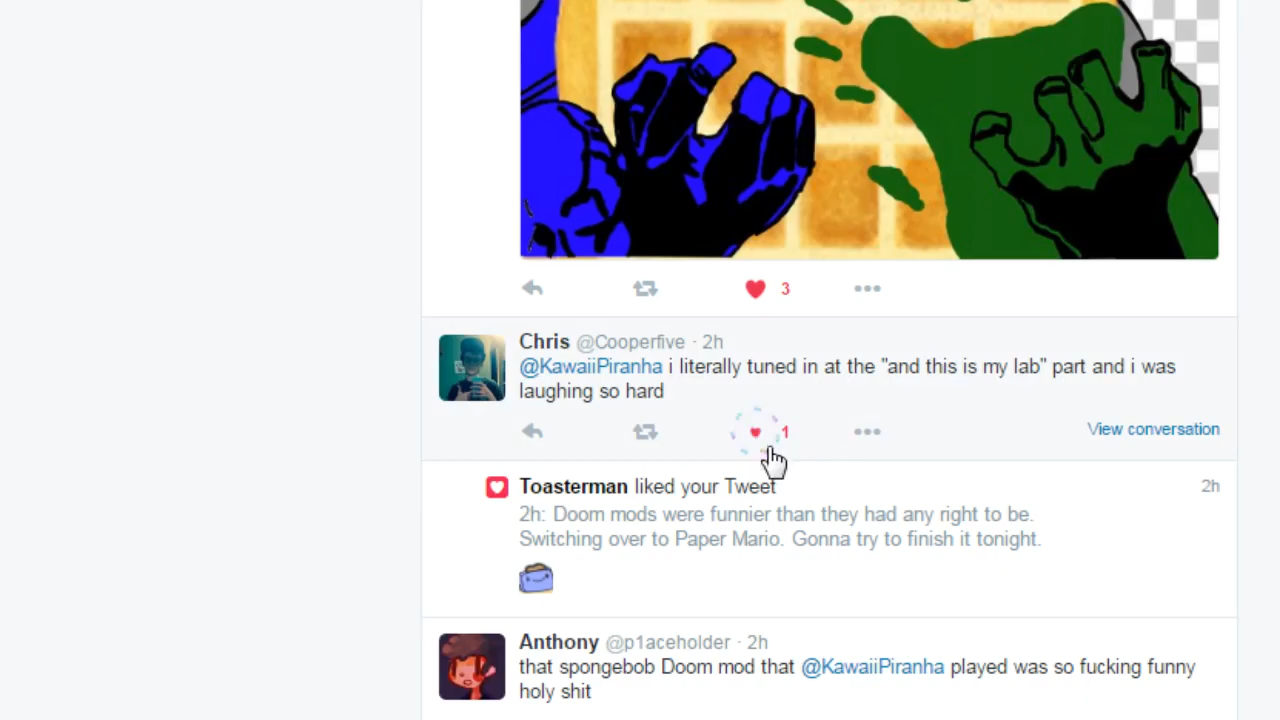 3
Chris @Cooperfive · 2h
@KawaiiPiranha i literally tuned in at the "and this is my lab" part and i was
laughing so hard
1
View conversation
Toasterman liked your Tweet
2h
2h: Doom mods were funnier than they had any right to be.
Switching over to Paper Mario. Gonna try to finish it tonight.
Anthony @p1aceholder · 2h
that spongebob Doom mod that @KawaiiPiranha played was so fucking funny
holy shit